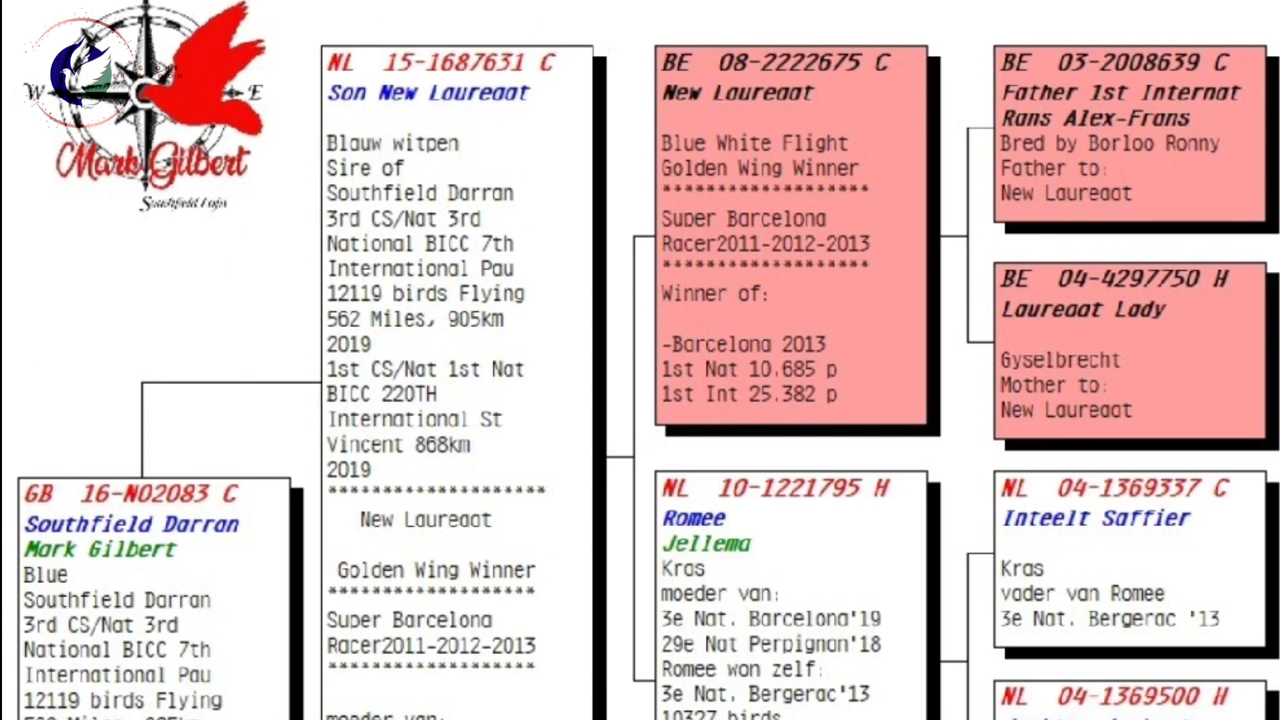 W
E
Mark Gilbert
Southfield Lofts
NL 15-1687631 C
Son New Laureaat
Blauw witpen
Sire of
Southfield Darran
3rd CS/Nat 3rd
National BICC 7th
International Pau
12119 birds Flying
562 Miles, 905km
2019
1st CS/Nat 1st Nat
BICC 220TH
International St
Vincent 868km
2019
********************
New Laureaat
Golden Wing Winner
*******************
Super Barcelona
Racer2011-2012-2013
*******************
moeder van:
GB 16-N02083 C
Southfield Darran
Mark Gilbert
Blue
Southfield Darran
3rd CS/Nat 3rd
National BICC 7th
International Pau
12119 birds Flying
BE 08-2222675 C
New Laureaat
Blue White Flight
Golden Wing Winner
*******************
Super Barcelona
Racer2011-2012-2013
*******************
Winner of:
-Barcelona 2013
1st Nat 10.685 p
1st Int 25.382 p
NL 10-1221795 H
Romee
Jellema
Kras
moeder van:
3e Nat. Barcelona'19
29e Nat Perpignan'18
Romee won zelf:
3e Nat. Bergerac'13
10327 birds
BE 03-2008639 C
Father 1st Internat
Rans Alex-Frans
Bred by Borloo Ronny
Father to:
New Laureaat
BE 04-4297750 H
Laureaat Lady
Gyselbrecht
Mother to:
New Laureaat
NL 04-1369337 C
Inteelt Saffier
Kras
vader van Romee
3e Nat. Bergerac '13
NL 04-1369500 H